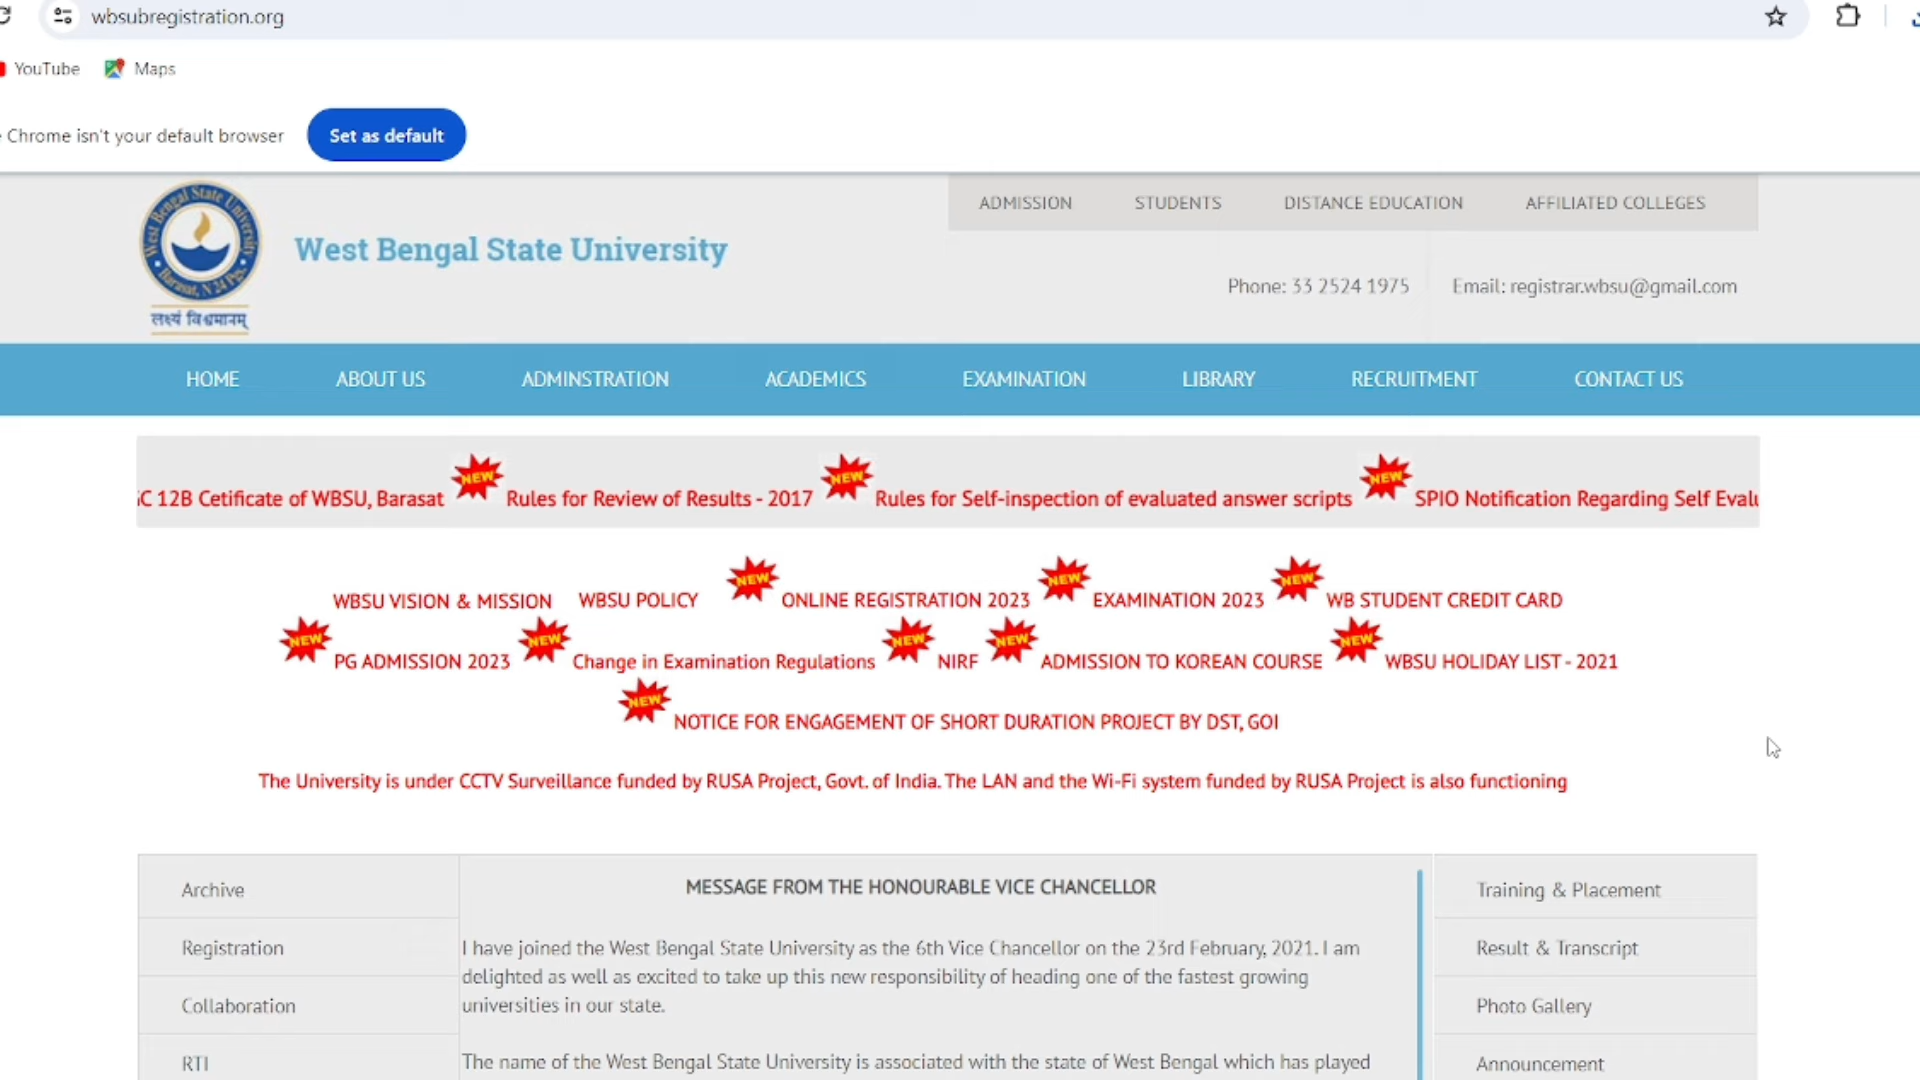 wbsubregistration.org
YouTube Maps
Chrome isn't your default browser Set as default
ADMISSION STUDENTS DISTANCE EDUCATION AFFILIATED COLLEGES
West Bengal State University
West Bengal State University
Barasat, N 24 Pgs.
लक्ष्यं विश्वमानम्
Phone: 33 2524 1975 Email: registrar.wbsu@gmail.com
HOME ABOUT US ADMINSTRATION ACADEMICS EXAMINATION LIBRARY RECRUITMENT CONTACT US
12B Cetificate of WBSU, Barasat NEW Rules for Review of Results - 2017 NEW Rules for Self-inspection of evaluated answer scripts NEW SPIO Notification Regarding Self
WBSU VISION & MISSION WBSU POLICY NEW ONLINE REGISTRATION 2023 NEW EXAMINATION 2023 NEW WB STUDENT CREDIT CARD
NEW PG ADMISSION 2023 NEW Change in Examination Regulations NEW NIRF NEW ADMISSION TO KOREAN COURSE NEW WBSU HOLIDAY LIST - 2021
NEW NOTICE FOR ENGAGEMENT OF SHORT DURATION PROJECT BY DST, GOI
The University is under CCTV Surveillance funded by RUSA Project, Govt. of India. The LAN and the Wi-Fi system funded by RUSA Project is also functioning
Archive
Registration
Collaboration
RTI
MESSAGE FROM THE HONOURABLE VICE CHANCELLOR
I have joined the West Bengal State University as the 6th Vice Chancellor on the 23rd February, 2021. I am
delighted as well as excited to take up this new responsibility of heading one of the fastest growing
universities in our state.
The name of the West Bengal State University is associated with the state of West Bengal which has played
Training & Placement
Result & Transcript
Photo Gallery
Announcement